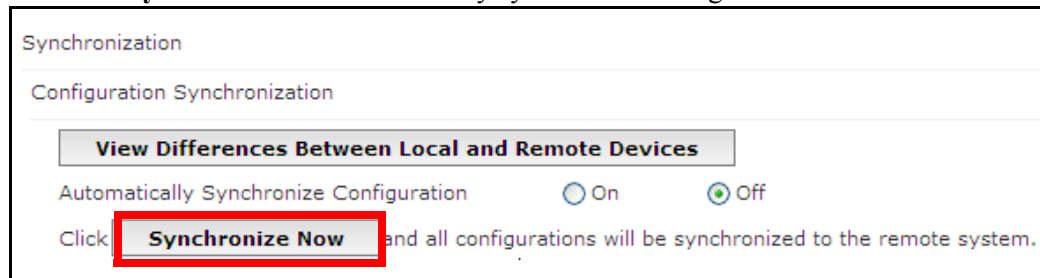 Synchronization
Configuration Synchronization
View Differences Between Local and Remote Devices
Automatically Synchronize Configuration On Off
Click Synchronize Now and all configurations will be synchronized to the remote system.